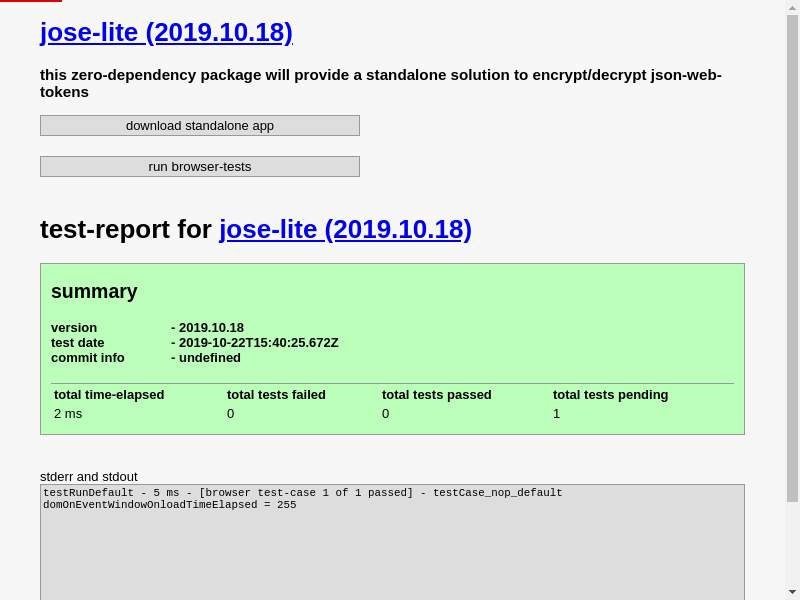 jose-lite (2019.10.18)
this zero-dependency package will provide a standalone solution to encrypt/decrypt json-web-
tokens
download standalone app
run browser-tests
test-report for jose-lite (2019.10.18)
summary
version - 2019.10.18
test date - 2019-10-22T15:40:25.672Z
commit info - undefined
total time-elapsed total tests failed total tests passed total tests pending
2 ms 0 0 1
stderr and stdout
testRunDefault - 5 ms - [browser test-case 1 of 1 passed] - testCase_nop_default
domOnEventWindowOnloadTimeElapsed = 255